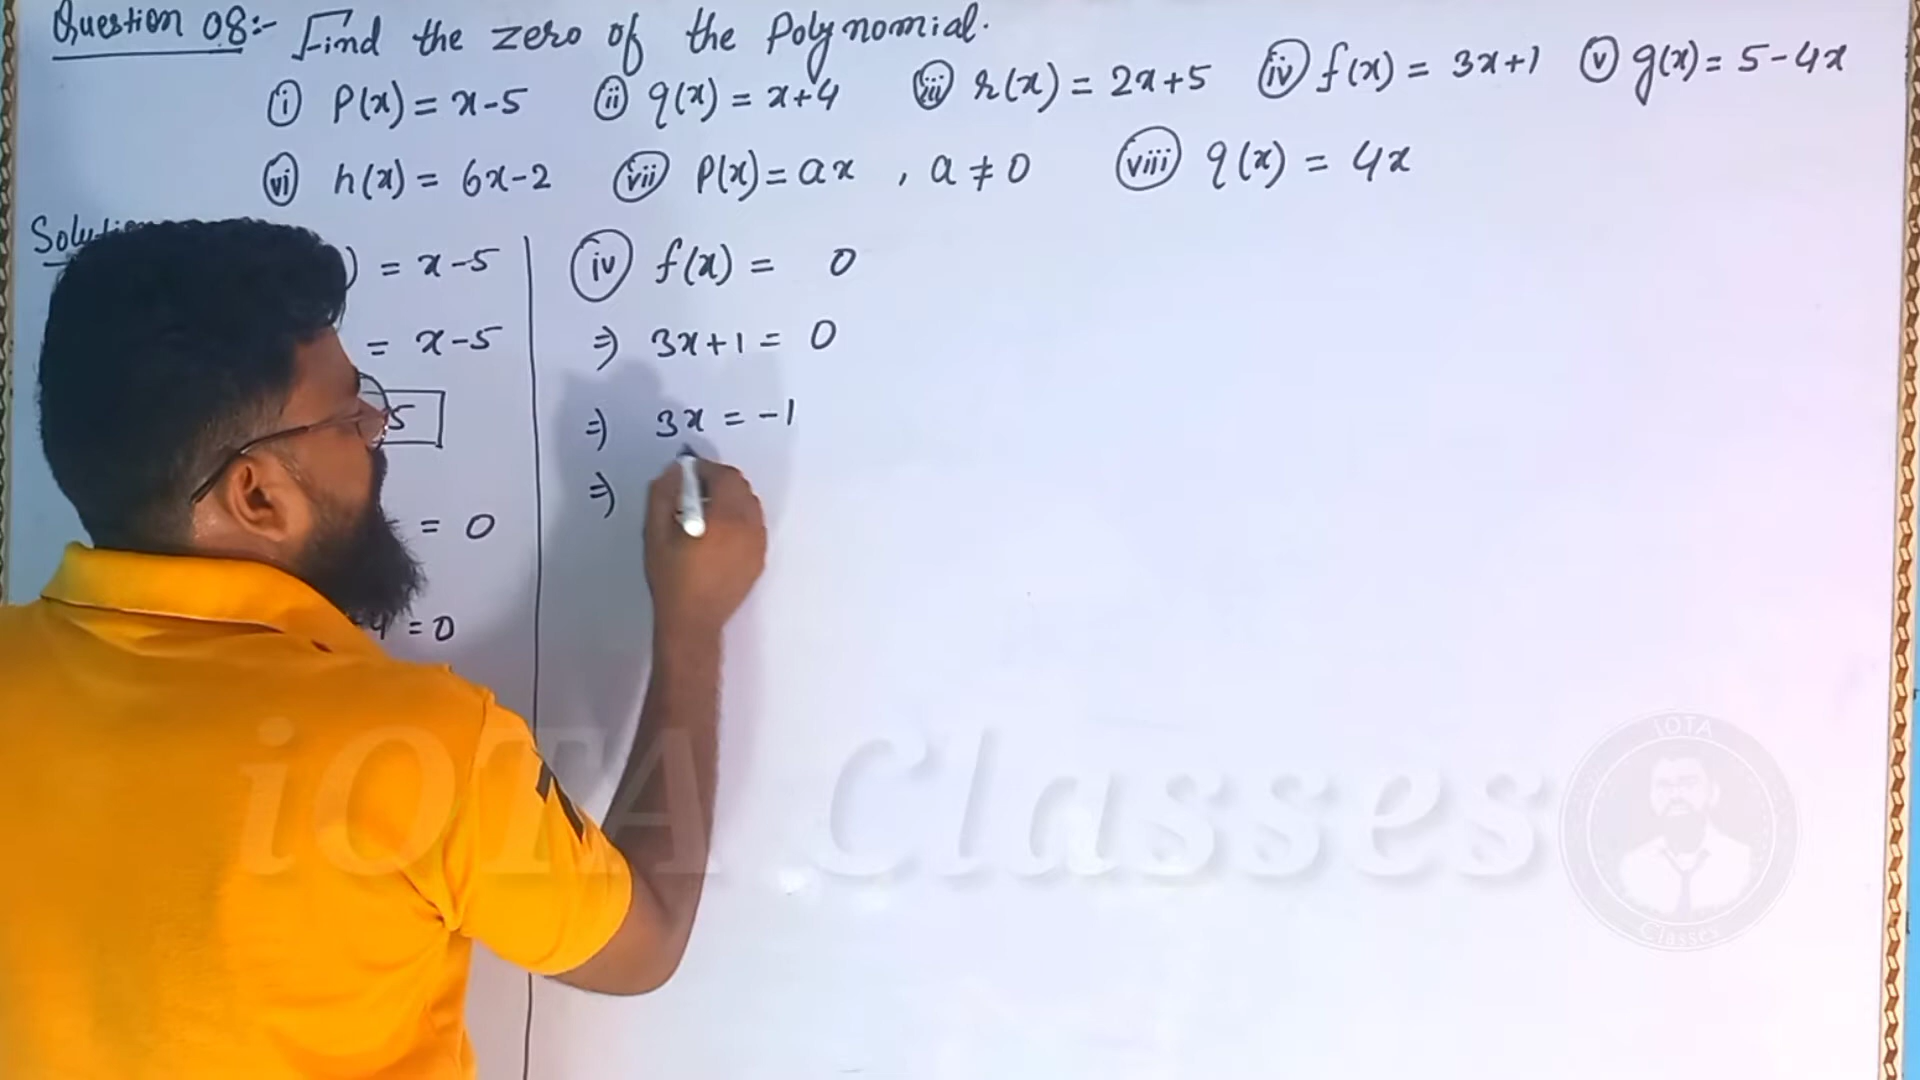 Question 08:- Find the zero of the Polynomial.
(i) P(x) = x-5 (ii) q(x) = x+4 (iii) r(x) = 2x+5 (iv) f(x) = 3x+1 (v) g(x) = 5-4x
(vi) h(x) = 6x-2 (vii) P(x) = ax , a ≠ 0 (viii) q(x) = 4x
) = x-5
= x-5
5
= 0
4 = 0
(iv) f(x) = 0
⇒ 3x+1 = 0
⇒ 3x = -1
⇒
iOTA Classes
iOTA
Classes